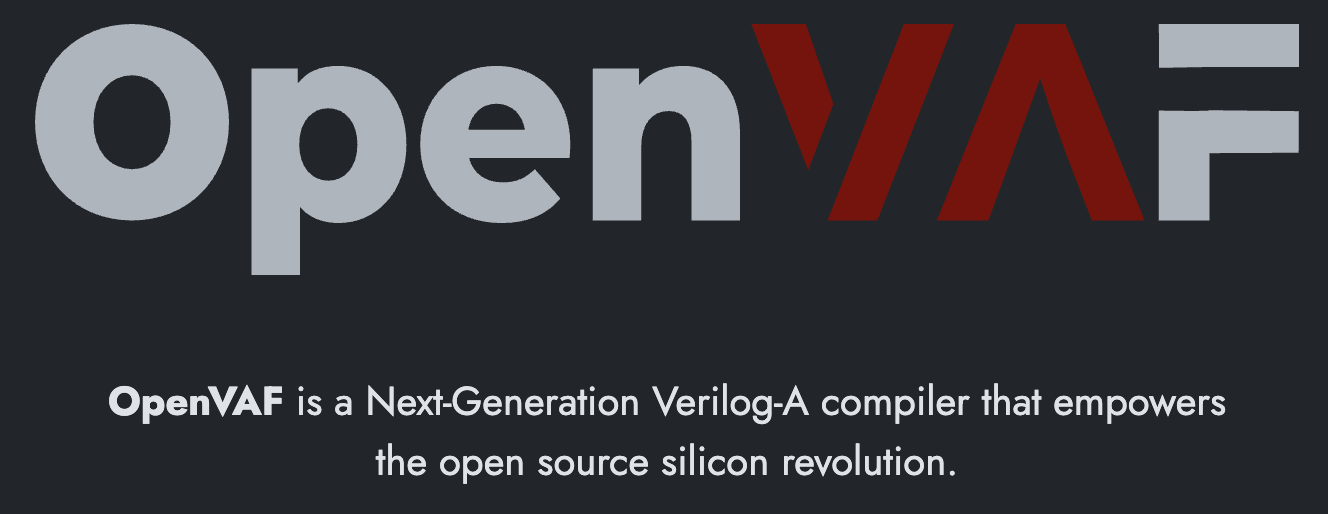 OpenVAF
OpenVAF is a Next-Generation Verilog-A compiler that empowers
the open source silicon revolution.